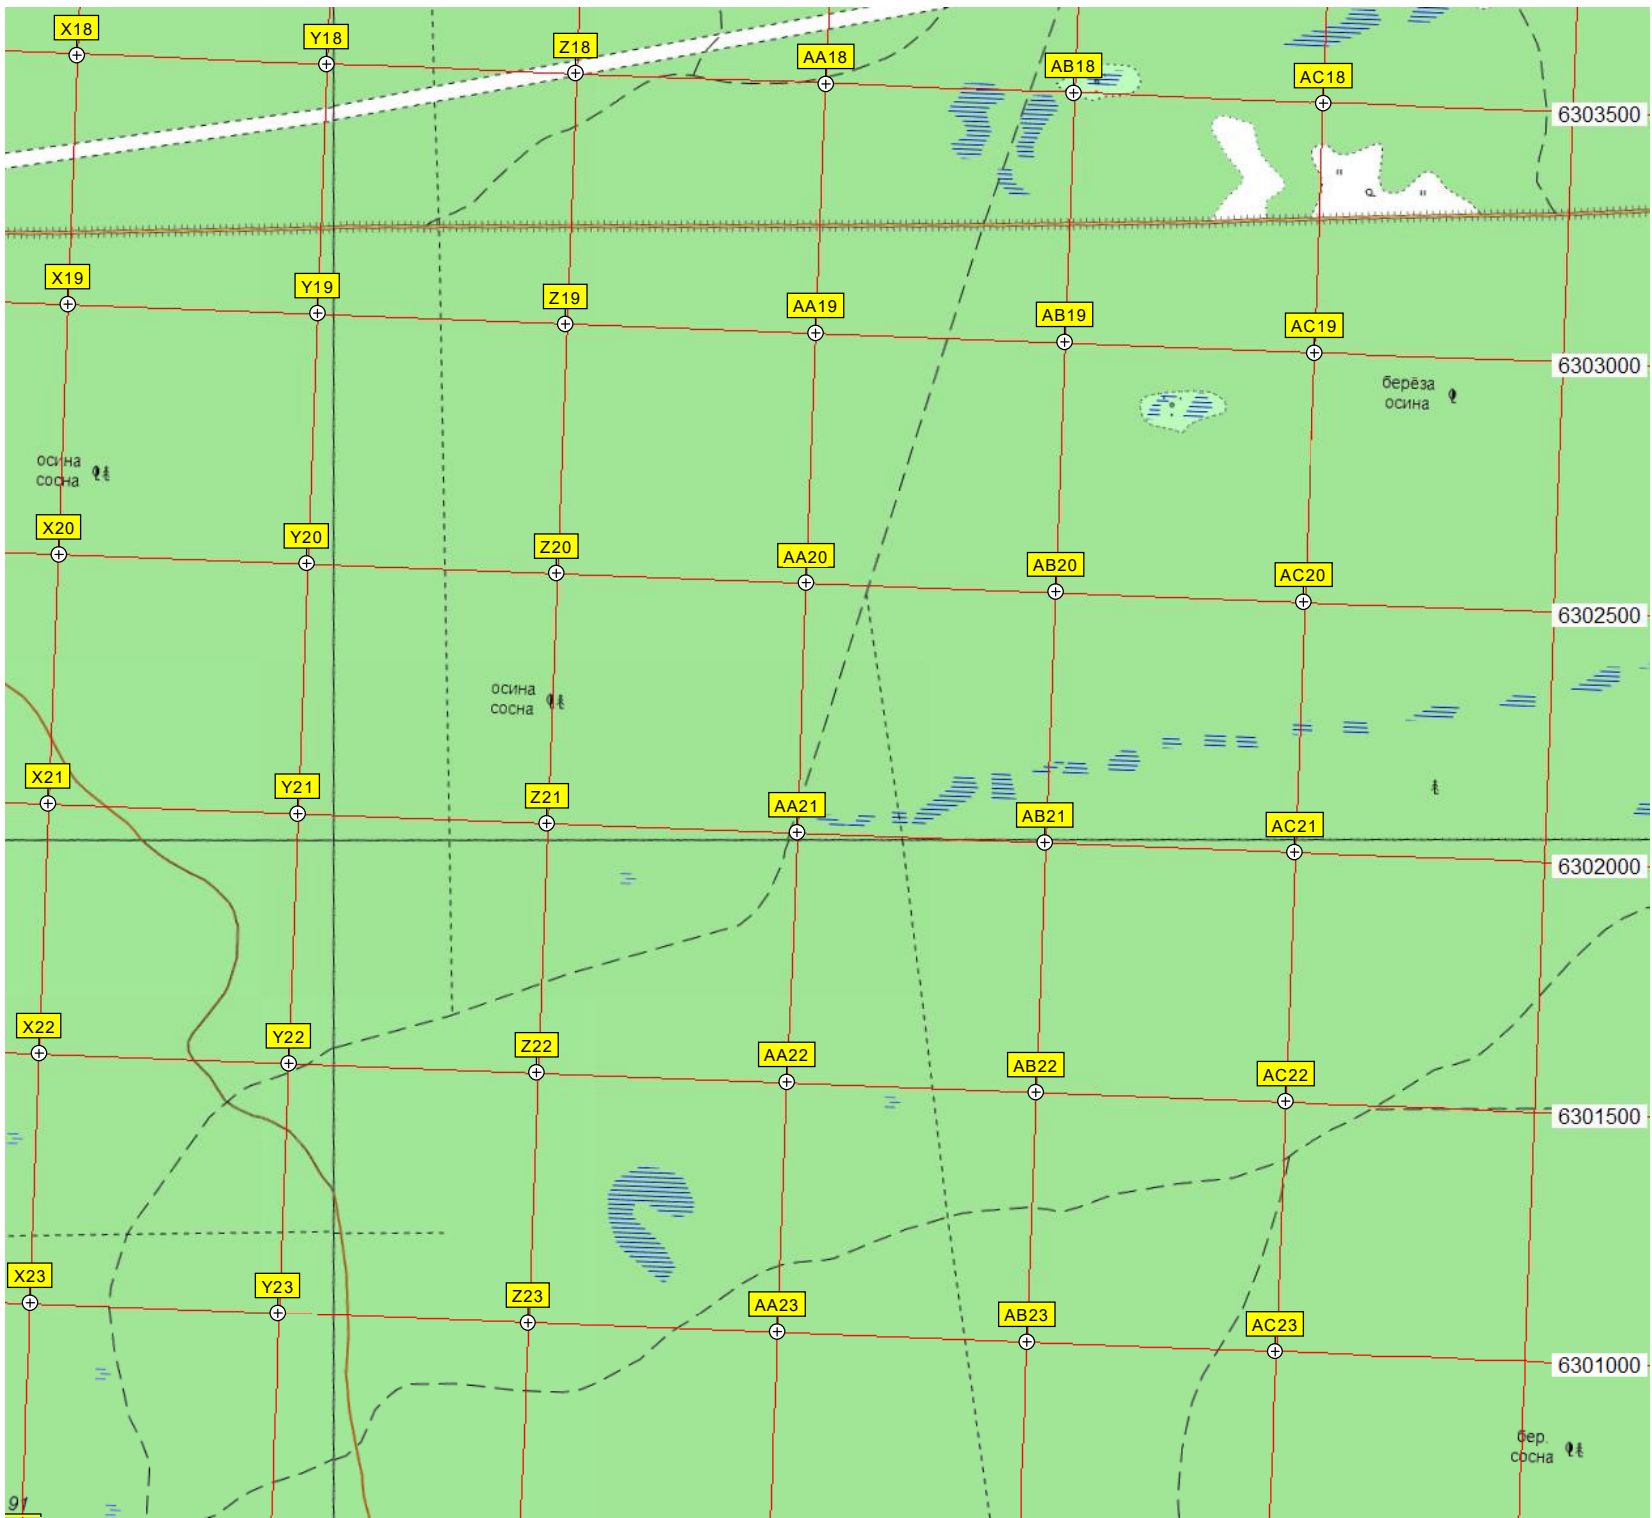 X18
Y18
Z18
AA18
AB18
AC18
6303500
X19
Y19
Z19
AA19
AB19
AC19
6303000
берёза
осина
осина
сосна
X20
Y20
Z20
AA20
AB20
AC20
6302500
осина
сосна
X21
Y21
Z21
AA21
AB21
AC21
6302000
X22
Y22
Z22
AA22
AB22
AC22
6301500
X23
Y23
Z23
AA23
AB23
AC23
6301000
бер.
сосна
91